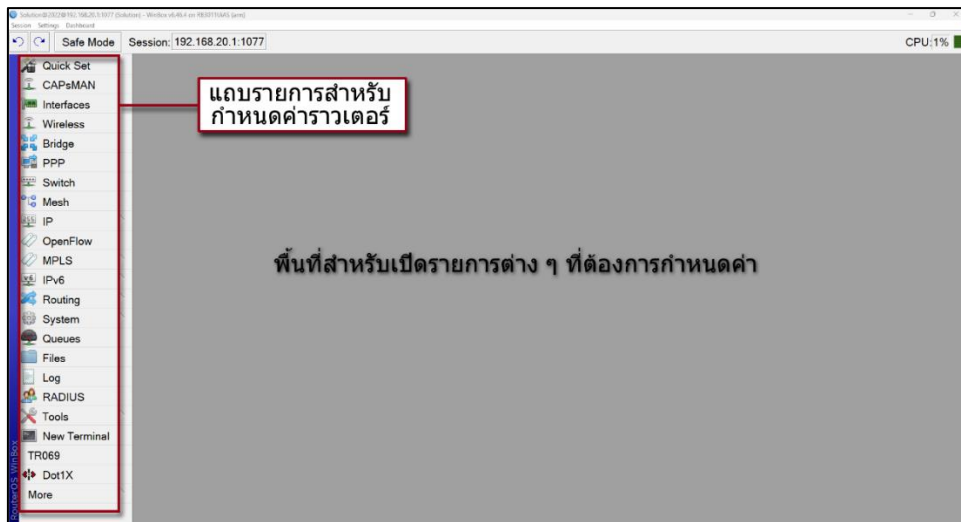 Session Settings Dashboard
Safe Mode Session: 192.168.20.1:1077 CPU:1%
Quick Set
CAPsMAN
Interfaces
Wireless
Bridge
PPP
Switch
Mesh
IP
OpenFlow
MPLS
IPv6
Routing
System
Queues
Files
Log
RADIUS
Tools
New Terminal
TR069
Dot1X
More
แถบรายการสำหรับ
กำหนดค่าราวเตอร์
พื้นที่สำหรับเปิดรายการต่าง ๆ ที่ต้องการกำหนดค่า
RouterOS WinBox